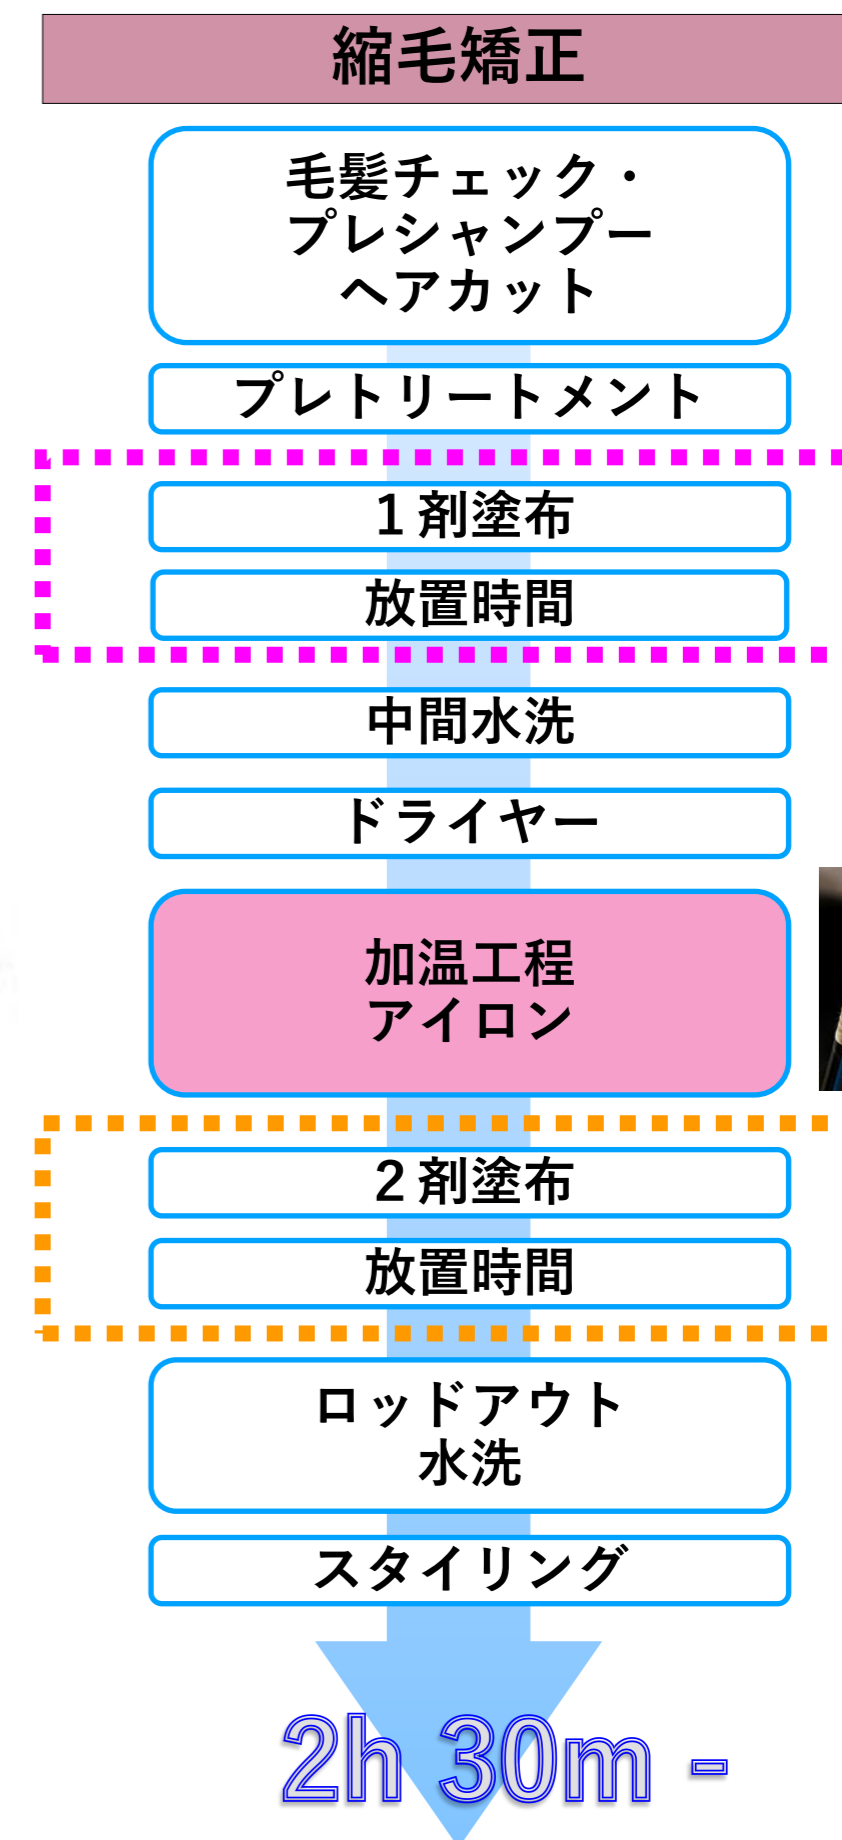 縮毛矯正
毛髪チェック・
プレシャンプー
ヘアカット
プレトリートメント
１剤塗布
放置時間
中間水洗
ドライヤー
加温工程
アイロン
２剤塗布
放置時間
ロッドアウト
水洗
スタイリング
2h 30m -